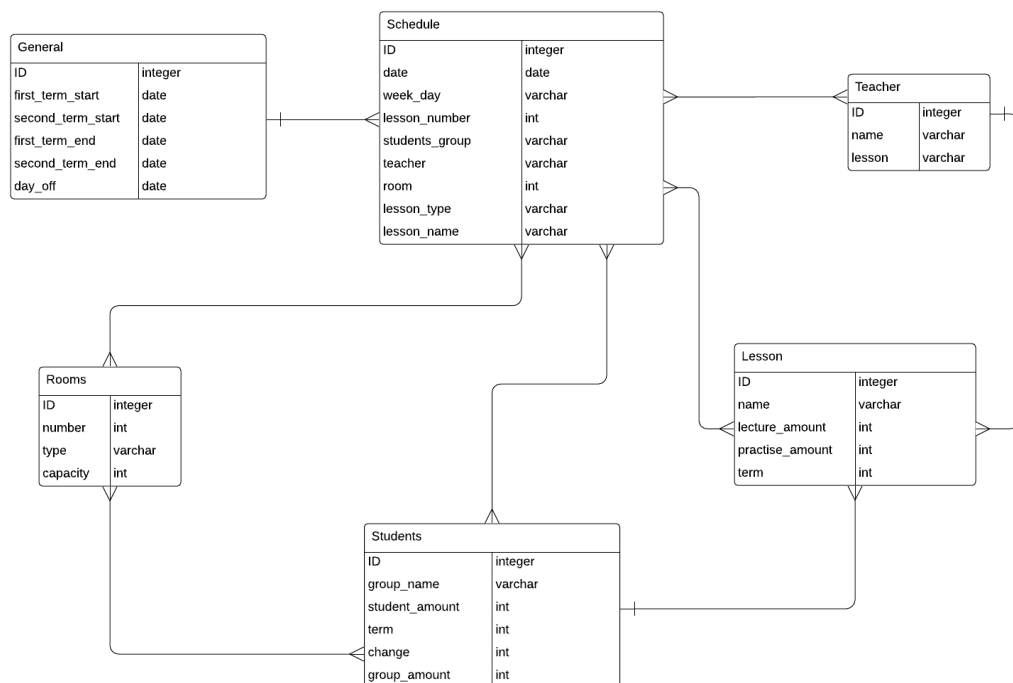 General
ID integer
first_term_start date
second_term_start date
first_term_end date
second_term_end date
day_off date
Schedule
ID integer
date date
week_day varchar
lesson_number int
students_group varchar
teacher varchar
room int
lesson_type varchar
lesson_name varchar
Teacher
ID integer
name varchar
lesson varchar
Rooms
ID integer
number int
type varchar
capacity int
Lesson
ID integer
name varchar
lecture_amount int
practise_amount int
term int
Students
ID integer
group_name varchar
student_amount int
term int
change int
group_amount int